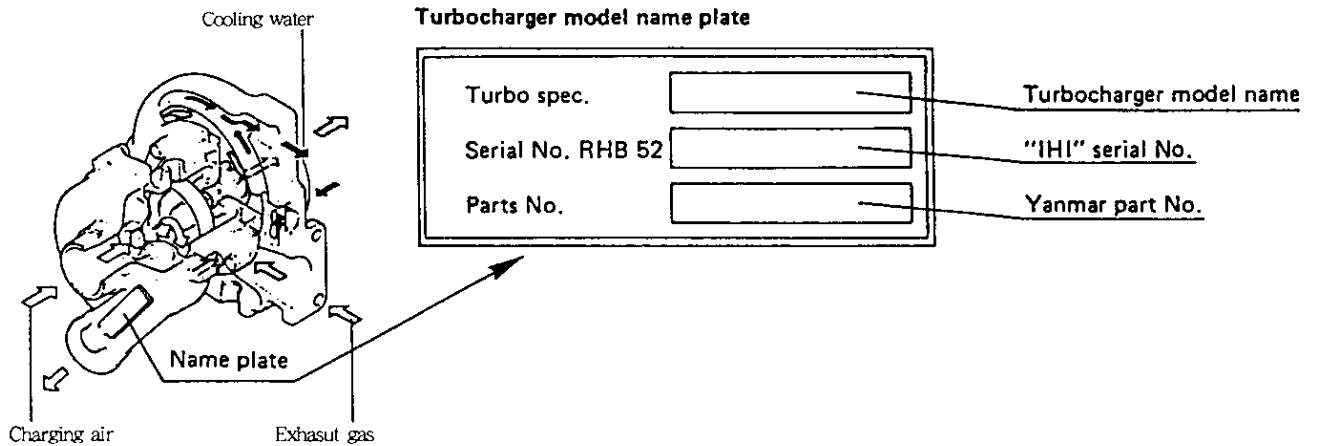 Cooling water
Turbocharger model name plate
Turbo spec.
Turbocharger model name
Serial No. RHB 52
"IHI" serial No.
Parts No.
Yanmar part No.
Name plate
Charging air
Exhasut gas